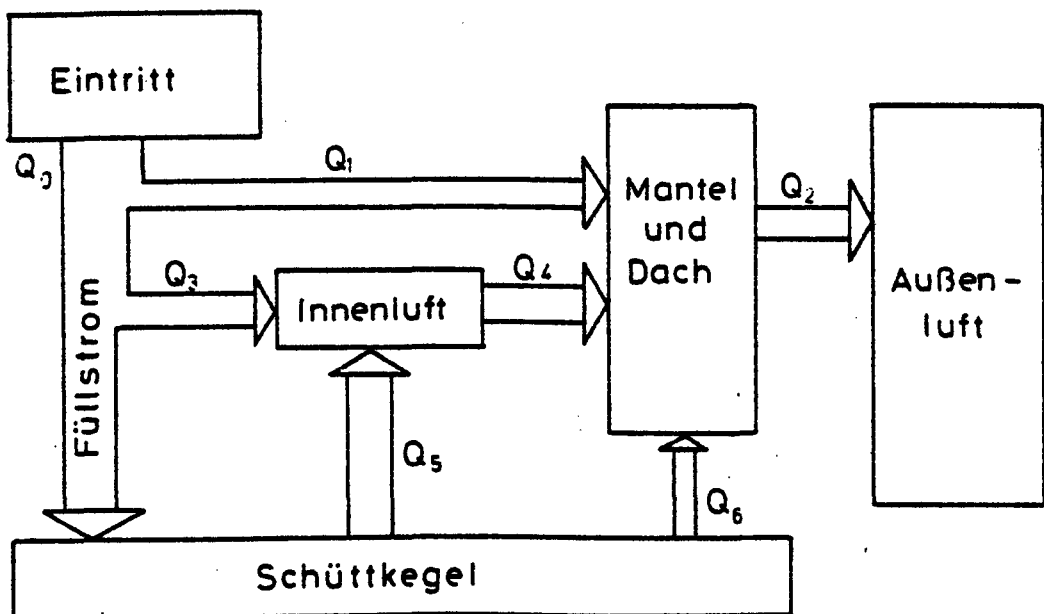 Eintritt
Q₀
Q₁
Mantel
und
Dach
Q₂
Außen-
luft
Q₃
Innenluft
Q₄
Füllstrom
Q₅
Q₆
Schüttkegel